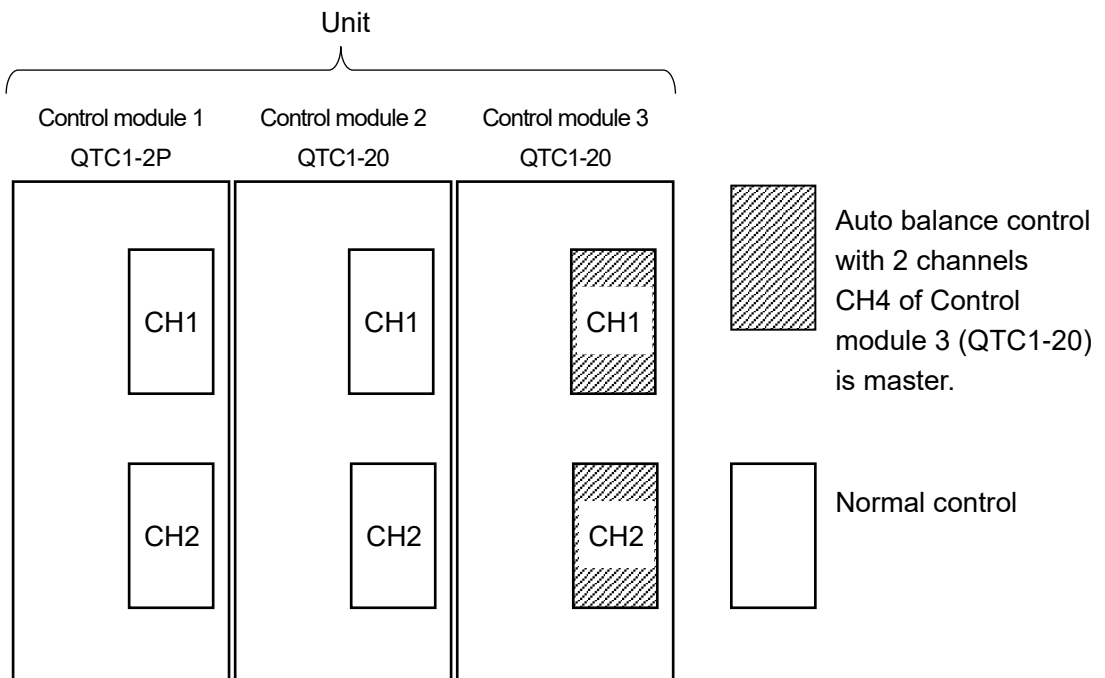 Unit
Control module 1
Control module 2
Control module 3
QTC1-2P
QTC1-20
QTC1-20
CH1
CH1
CH1
Auto balance control
with 2 channels
CH4 of Control
module 3 (QTC1-20)
is master.
CH2
CH2
CH2
Normal control